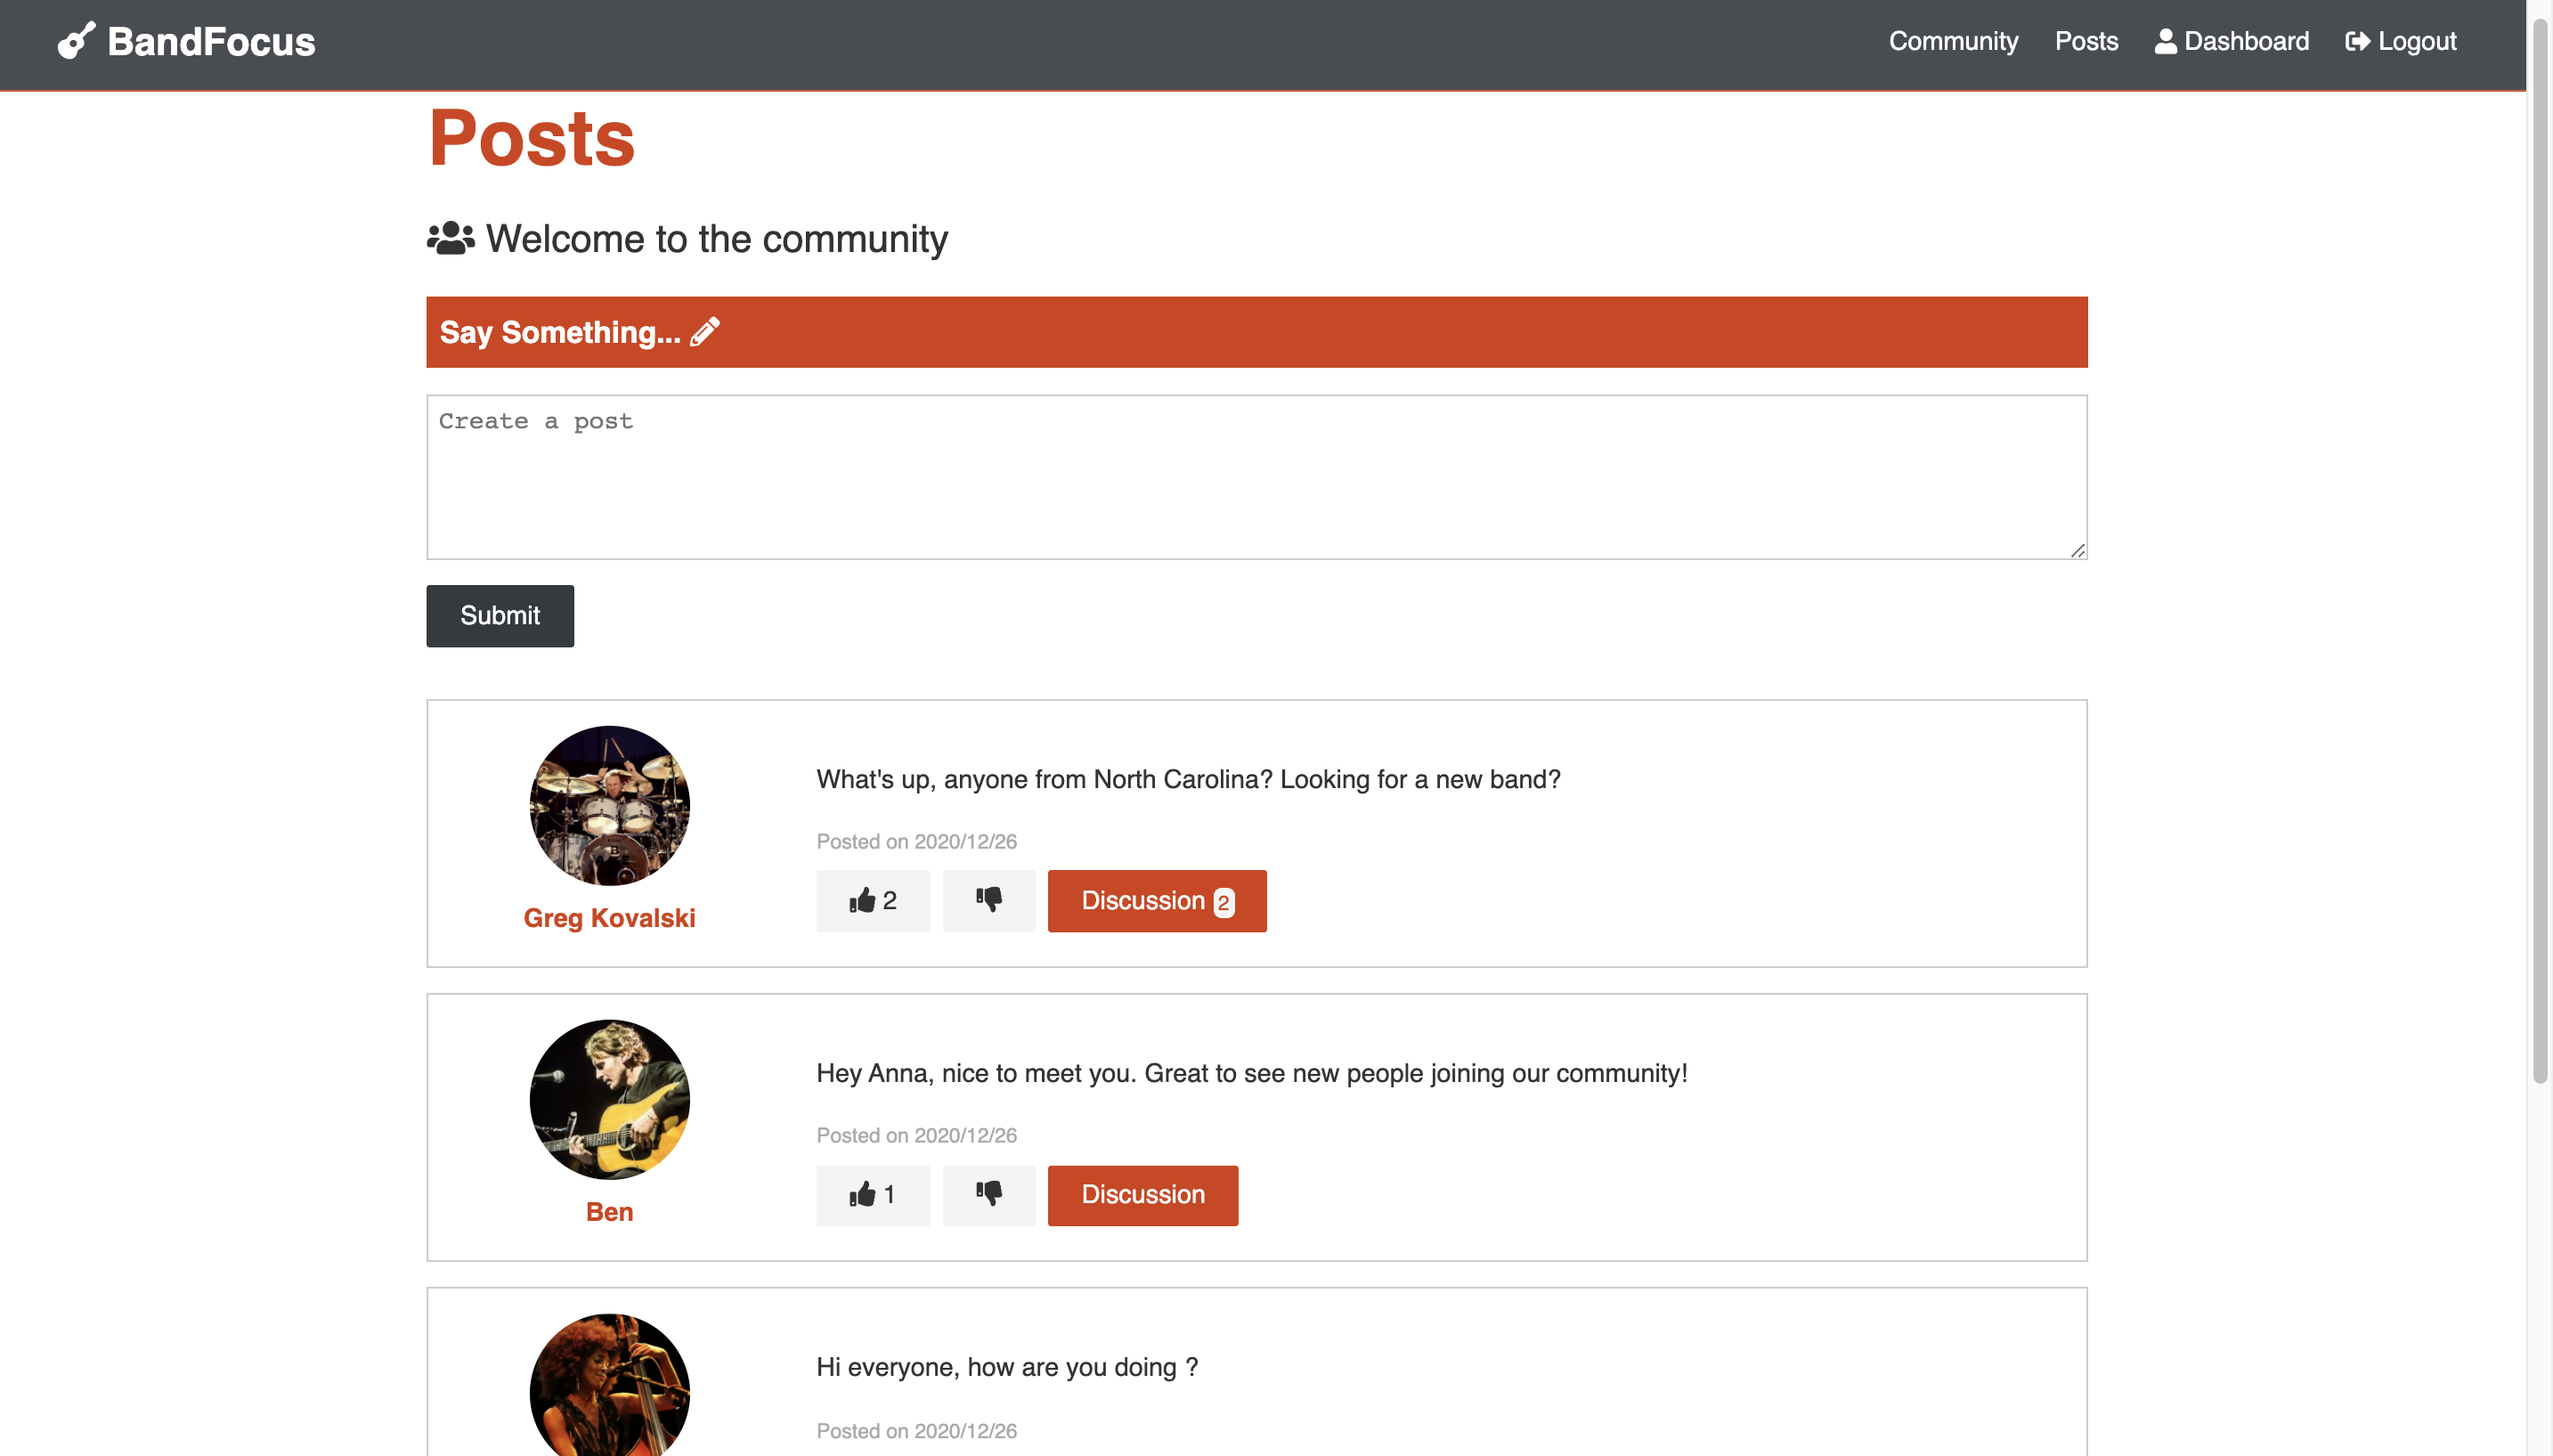 BandFocus
Community Posts Dashboard Logout
Posts
Welcome to the community
Say Something...
Create a post
Submit
What's up, anyone from North Carolina? Looking for a new band?
Posted on 2020/12/26
2 Discussion 2
Greg Kovalski
Hey Anna, nice to meet you. Great to see new people joining our community!
Posted on 2020/12/26
1 Discussion
Ben
Hi everyone, how are you doing ?
Posted on 2020/12/26